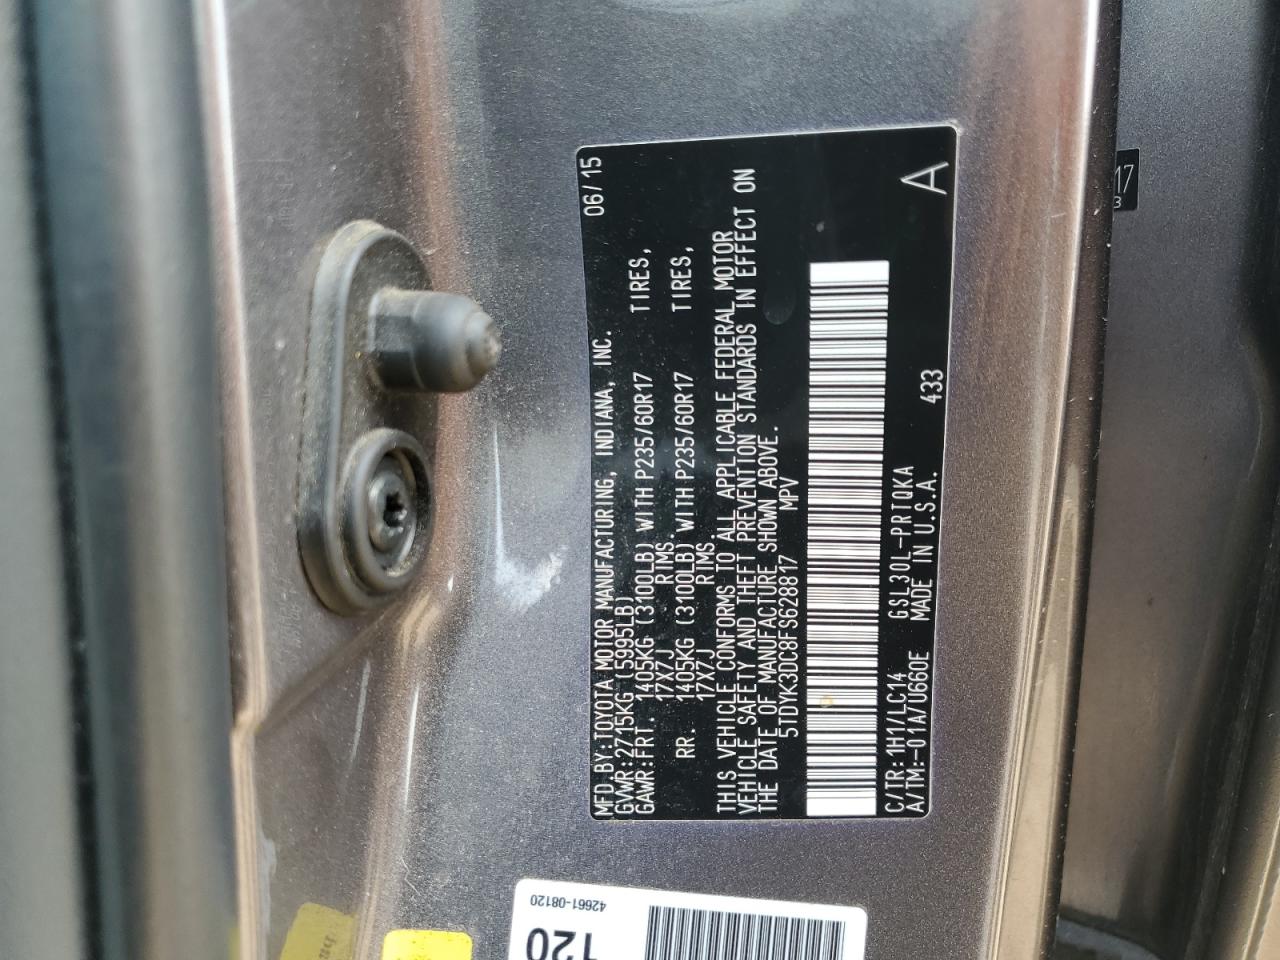 MFD.BY:TOYOTA MOTOR MANUFACTURING, INDIANA, INC. 06/15
GVWR:2715KG (5995LB)
GAWR:FRT. 1405KG (3100LB) WITH P235/60R17 TIRES,
17X7J RIMS.
RR. 1405KG (3100LB) WITH P235/60R17 TIRES,
17X7J RIMS.
THIS VEHICLE CONFORMS TO ALL APPLICABLE FEDERAL MOTOR
VEHICLE SAFETY AND THEFT PREVENTION STANDARDS IN EFFECT ON
THE DATE OF MANUFACTURE SHOWN ABOVE.
5TDYK3DC8FS628817 MPV
C/TR:1H1/LC14 GSL30L-PRTQKA
A/TM:-01A/U660E MADE IN U.S.A. 433
A
42661-08120
120
17
3